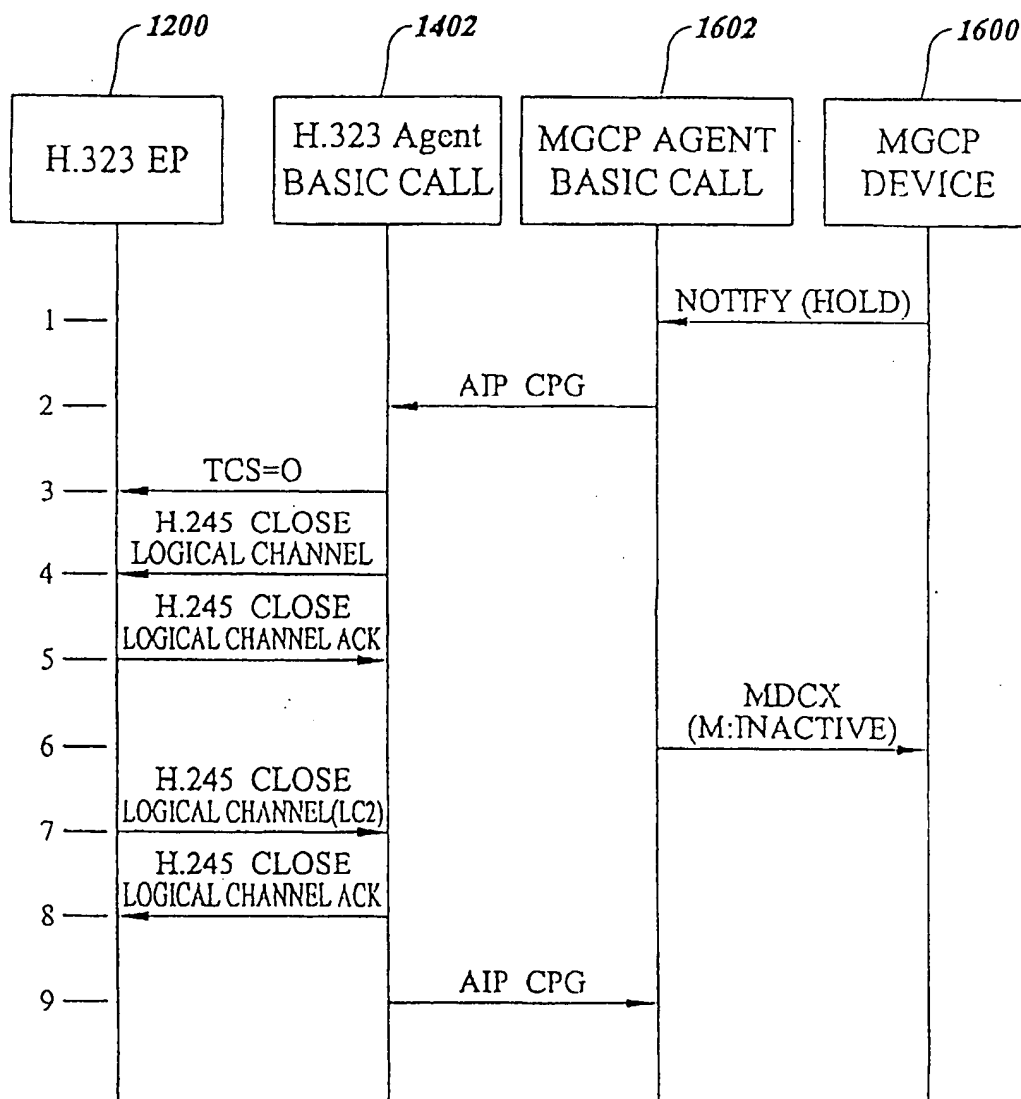 1200
1402
1602
1600
H.323 EP
H.323 Agent
BASIC CALL
MGCP AGENT
BASIC CALL
MGCP
DEVICE
1
NOTIFY (HOLD)
2
AIP CPG
3
TCS=O
4
H.245 CLOSE
LOGICAL CHANNEL
5
H.245 CLOSE
LOGICAL CHANNEL ACK
6
MDCX
(M:INACTIVE)
7
H.245 CLOSE
LOGICAL CHANNEL(LC2)
8
H.245 CLOSE
LOGICAL CHANNEL ACK
9
AIP CPG